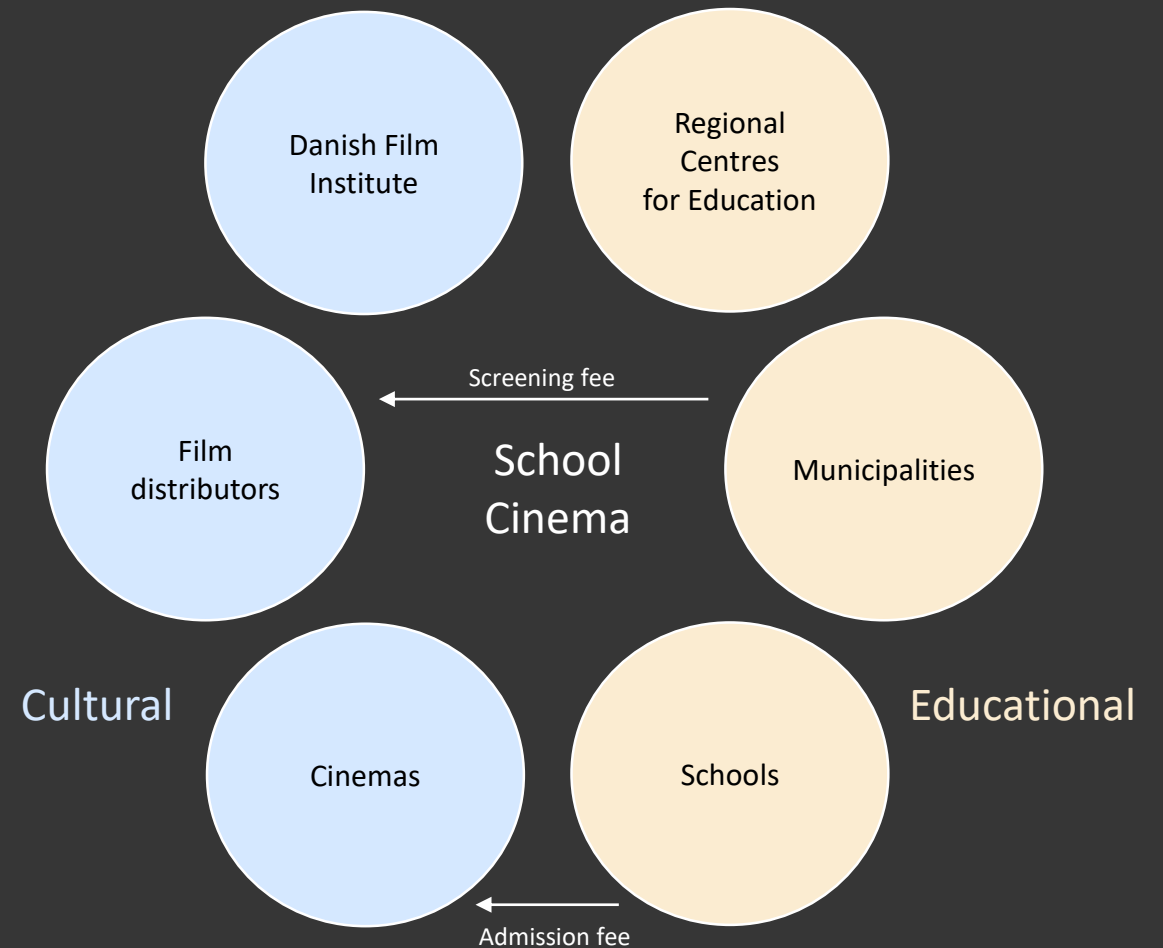 Danish Film
Institute
Regional
Centres
for Education
Screening fee
Film
distributors
School
Cinema
Municipalities
Cultural
Educational
Cinemas
Schools
Admission fee